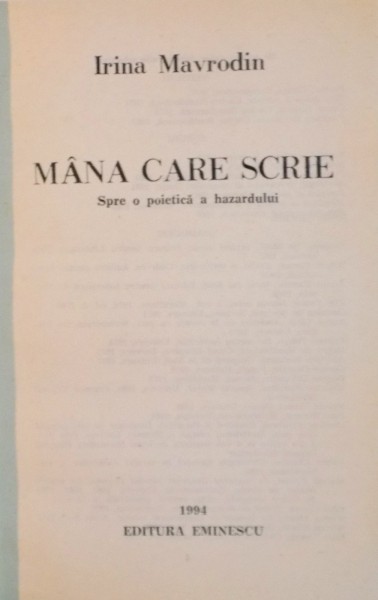 Irina Mavrodin
MÂNA CARE SCRIE
Spre o poietică a hazardului
1994
EDITURA EMINESCU